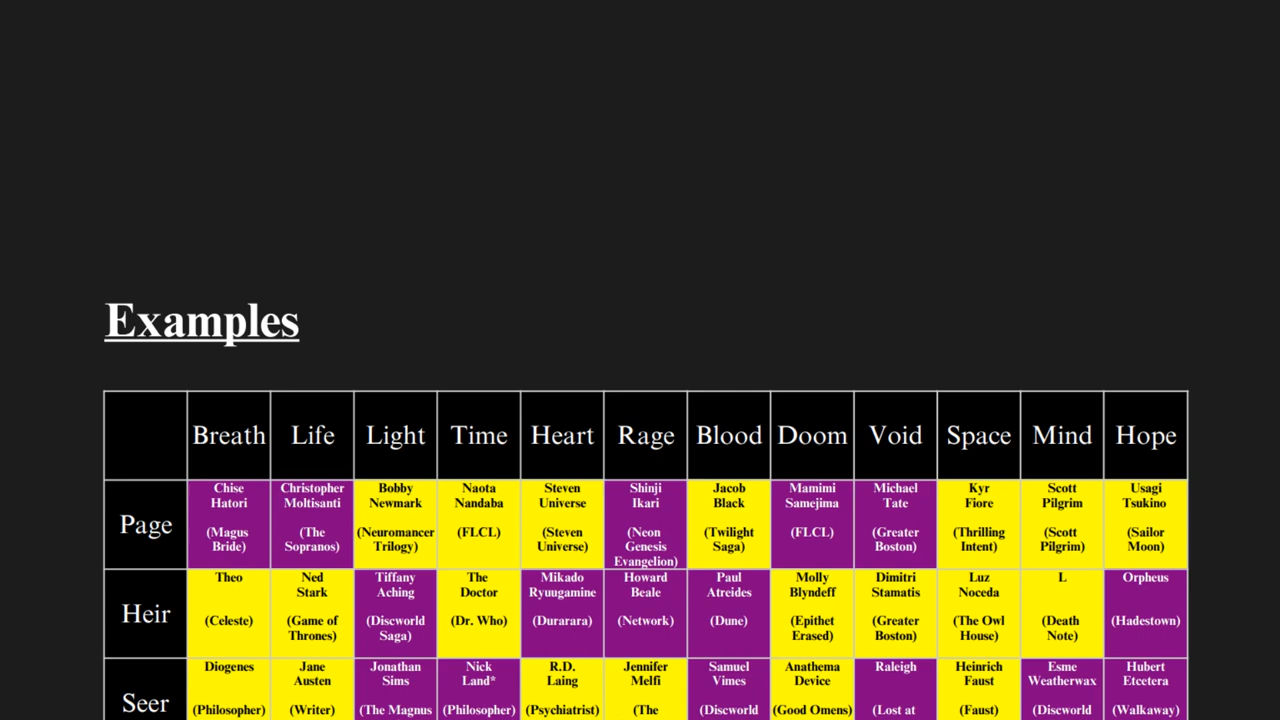 Examples
Breath Life Light Time Heart Rage Blood Doom Void Space Mind Hope
Page
Chise
Hatori
(Magus
Bride)
Christopher
Moltisanti
(The
Sopranos)
Bobby
Newmark
(Neuromancer
Trilogy)
Naota
Nandaba
(FLCL)
Steven
Universe
(Steven
Universe)
Shinji
Ikari
(Neon
Genesis
Evangelion)
Jacob
Black
(Twilight
Saga)
Mamimi
Samejima
(FLCL)
Michael
Tate
(Greater
Boston)
Kyr
Fiore
(Thrilling
Intent)
Scott
Pilgrim
(Scott
Pilgrim)
Usagi
Tsukino
(Sailor
Moon)
Heir
Theo
(Celeste)
Ned
Stark
(Game of
Thrones)
Tiffany
Aching
(Discworld
Saga)
The
Doctor
(Dr. Who)
Mikado
Ryuugamine
(Durarara)
Howard
Beale
(Network)
Paul
Atreides
(Dune)
Molly
Blyndeff
(Epithet
Erased)
Dimitri
Stamatis
(Greater
Boston)
Luz
Noceda
(The Owl
House)
L
(Death
Note)
Orpheus
(Hadestown)
Seer
Diogenes
(Philosopher)
Jane
Austen
(Writer)
Jonathan
Sims
(The Magnus
Nick
Land*
(Philosopher)
R.D.
Laing
(Psychiatrist)
Jennifer
Melfi
(The
Samuel
Vimes
(Discworld
Anathema
Device
(Good Omens)
Raleigh
(Lost at
Heinrich
Faust
(Faust)
Esme
Weatherwax
(Discworld
Hubert
Etcetera
(Walkaway)